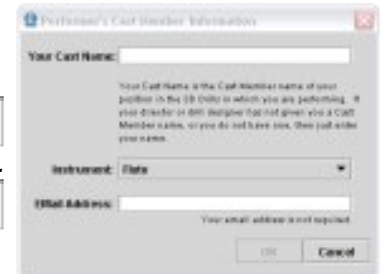 Performer's Cast Member Information
Your Cast Name:
Your Cast Name is the Cast Member name of your
position in the 3D Drills in which you are performing. If
your director or drill designer has not given you a Cast
Member name, or you do not have one, then just enter
your name.
Instrument: Flute
EMail Address:
Your email address is not required.
OK Cancel